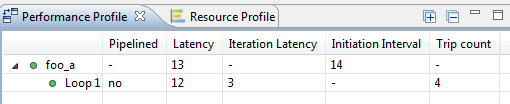 Performance Profile Resource Profile
Pipelined Latency Iteration Latency Initiation Interval Trip count
foo_a - 13 - 14 -
Loop 1 no 12 3 - 4